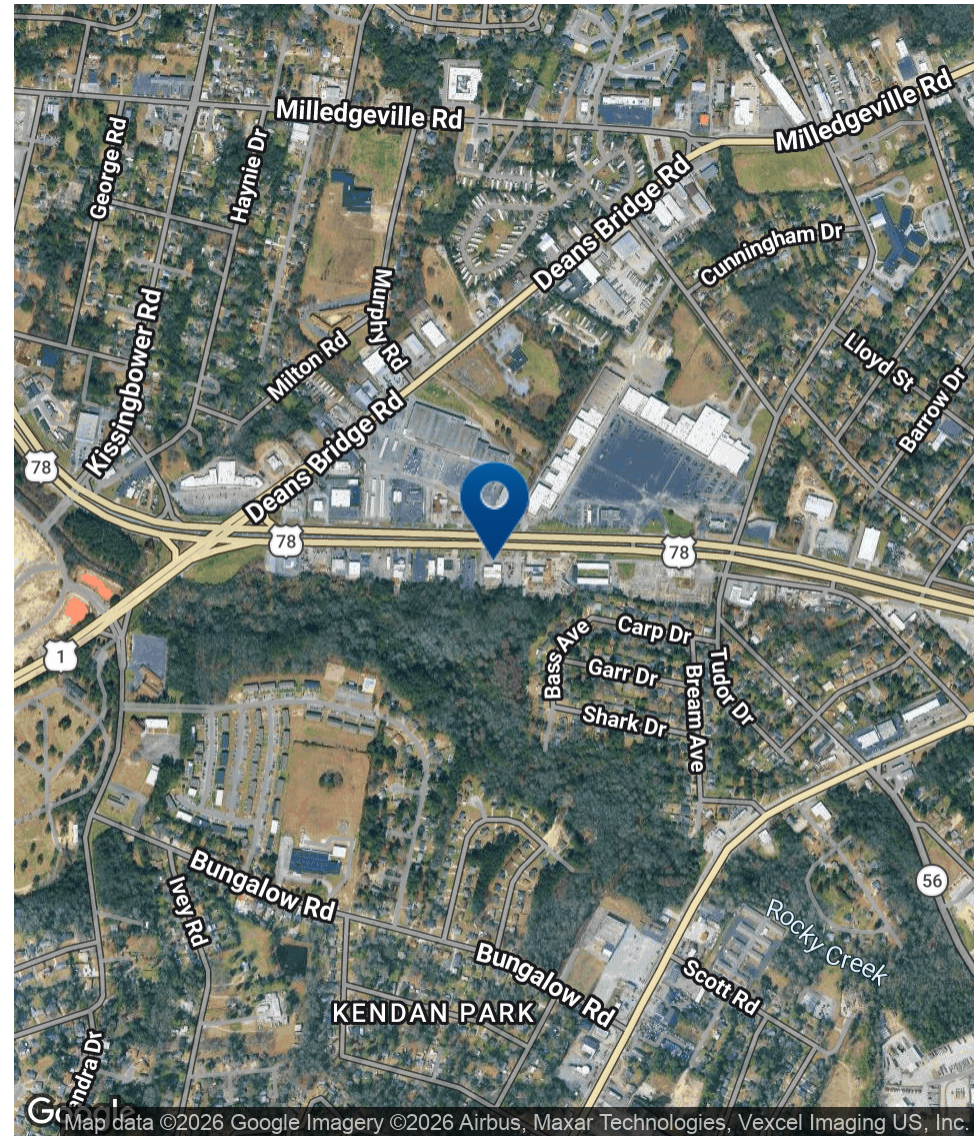 Milledgeville Rd
Milledgeville Rd
George Rd
Haynie Dr
Deans Bridge Rd
Cunningham Dr
Murphy Rd
Kissingbower Rd
Milton Rd
Lloyd St
Barrow Dr
Deans Bridge Rd
78
78
78
1
Carp Dr
Bass Ave
Garr Dr
Tudor Dr
Bream Ave
Shark Dr
Bungalow Rd
Ivey Rd
56
Rocky Creek
Bungalow Rd
Scott Rd
KENDAN PARK
endra Dr
Google
Map data ©2026 Google Imagery ©2026 Airbus, Maxar Technologies, Vexcel Imaging US, Inc.